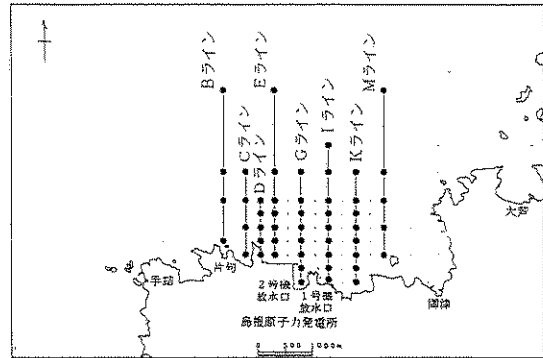 Bライン
Cライン
Dライン
Eライン
Gライン
Iライン
Kライン
Mライン
手結
片句
2号機
放水口
1号機
放水口
島根原子力発電所
御津
大芦
0 500 1000m